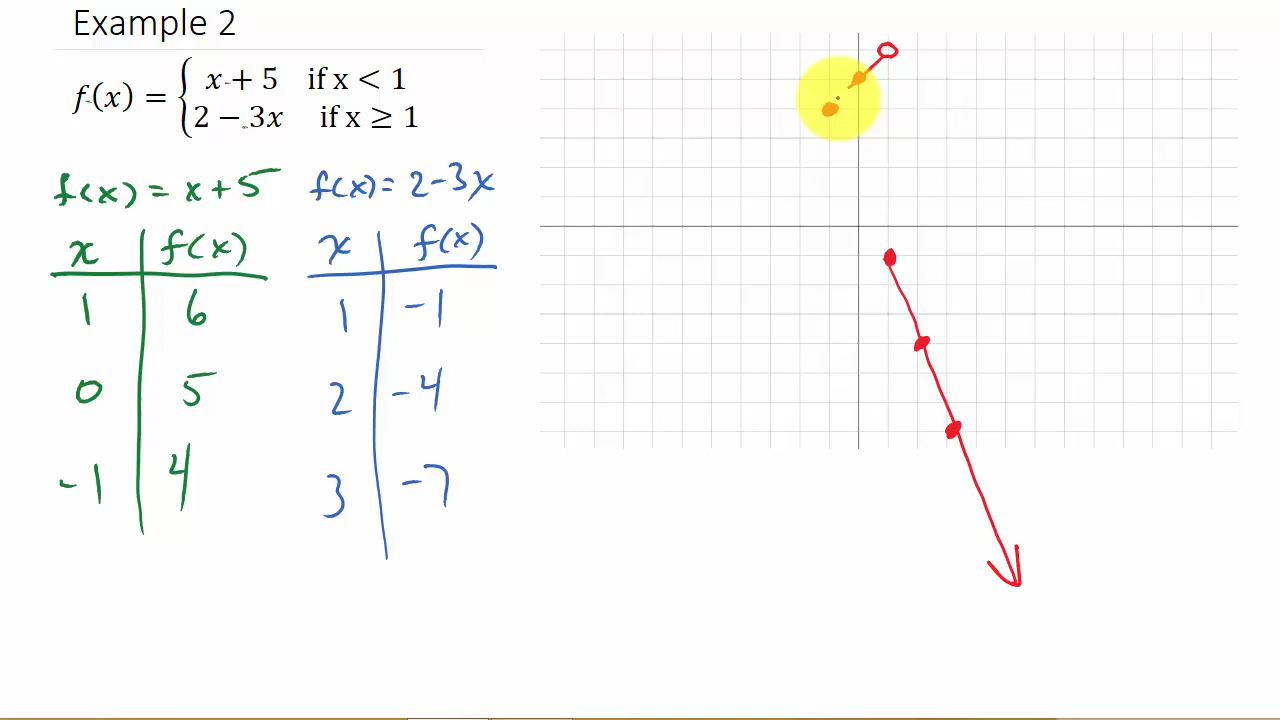 Example 2
f(x) = { x + 5 if x < 1
2 − 3x if x ≥ 1
f(x) = x + 5
x f(x)
1 6
0 5
-1 4
f(x) = 2 - 3x
x f(x)
1 -1
2 -4
3 -7